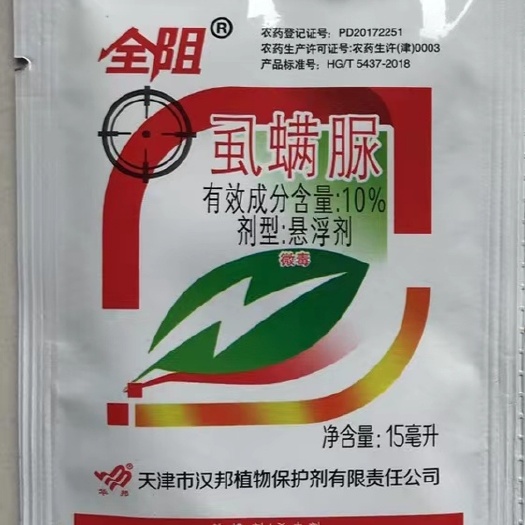 全阻®
农药登记证号：PD20172251
农药生产许可证号:农药生许(津)0003
产品标准号：HG/T 5437-2018
虱螨脲
有效成分含量:10%
剂型:悬浮剂
微毒
净含量：15毫升
天津市汉邦植物保护剂有限责任公司